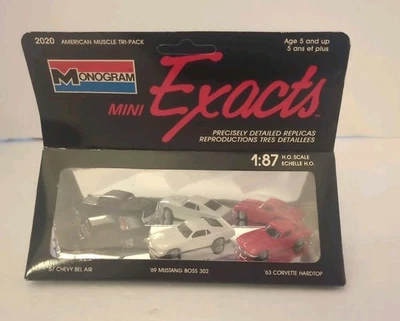 2020 AMERICAN MUSCLE TRI-PACK
Age 5 and up
5 ans et plus
MONOGRAM
MINI Exacts
PRECISELY DETAILED REPLICAS
REPRODUCTIONS TRES DETAILLEES
1:87 H.O. SCALE
ECHELLE H.O.
'57 CHEVY BEL AIR
'69 MUSTANG BOSS 302
'63 CORVETTE HARDTOP